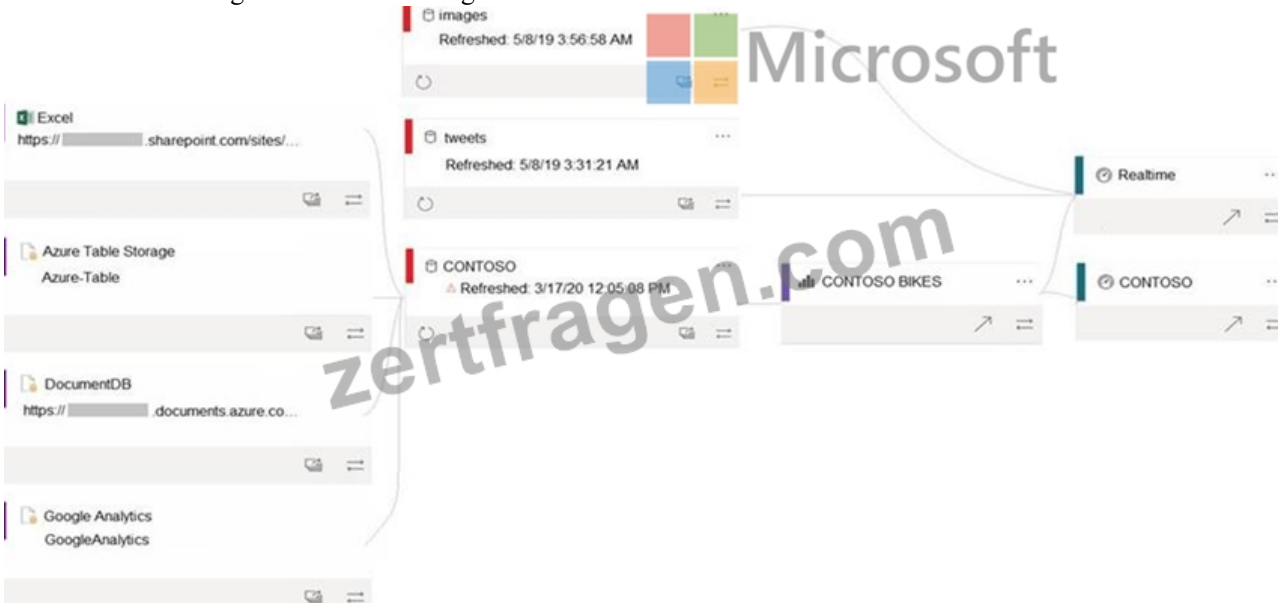 images
...
Refreshed: 5/8/19 3:56:58 AM
Microsoft
Excel
https:// .sharepoint.com/sites/...
tweets
...
Refreshed: 5/8/19 3:31:21 AM
Realtime
..
Azure Table Storage
Azure-Table
CONTOSO
...
Refreshed: 3/17/20 12:05:08 PM
CONTOSO BIKES
...
CONTOSO
..
zertfragen.com
DocumentDB
https:// .documents.azure.co...
Google Analytics
GoogleAnalytics